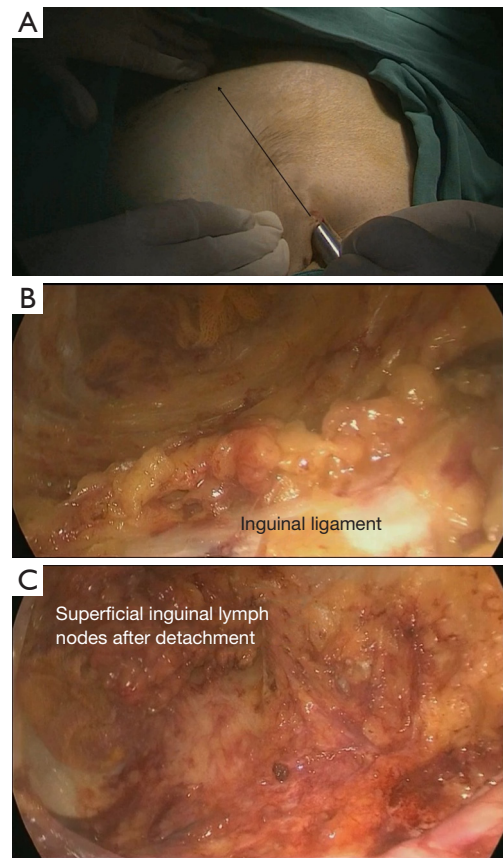 A
B
Inguinal ligament
C
Superficial inguinal lymph
nodes after detachment